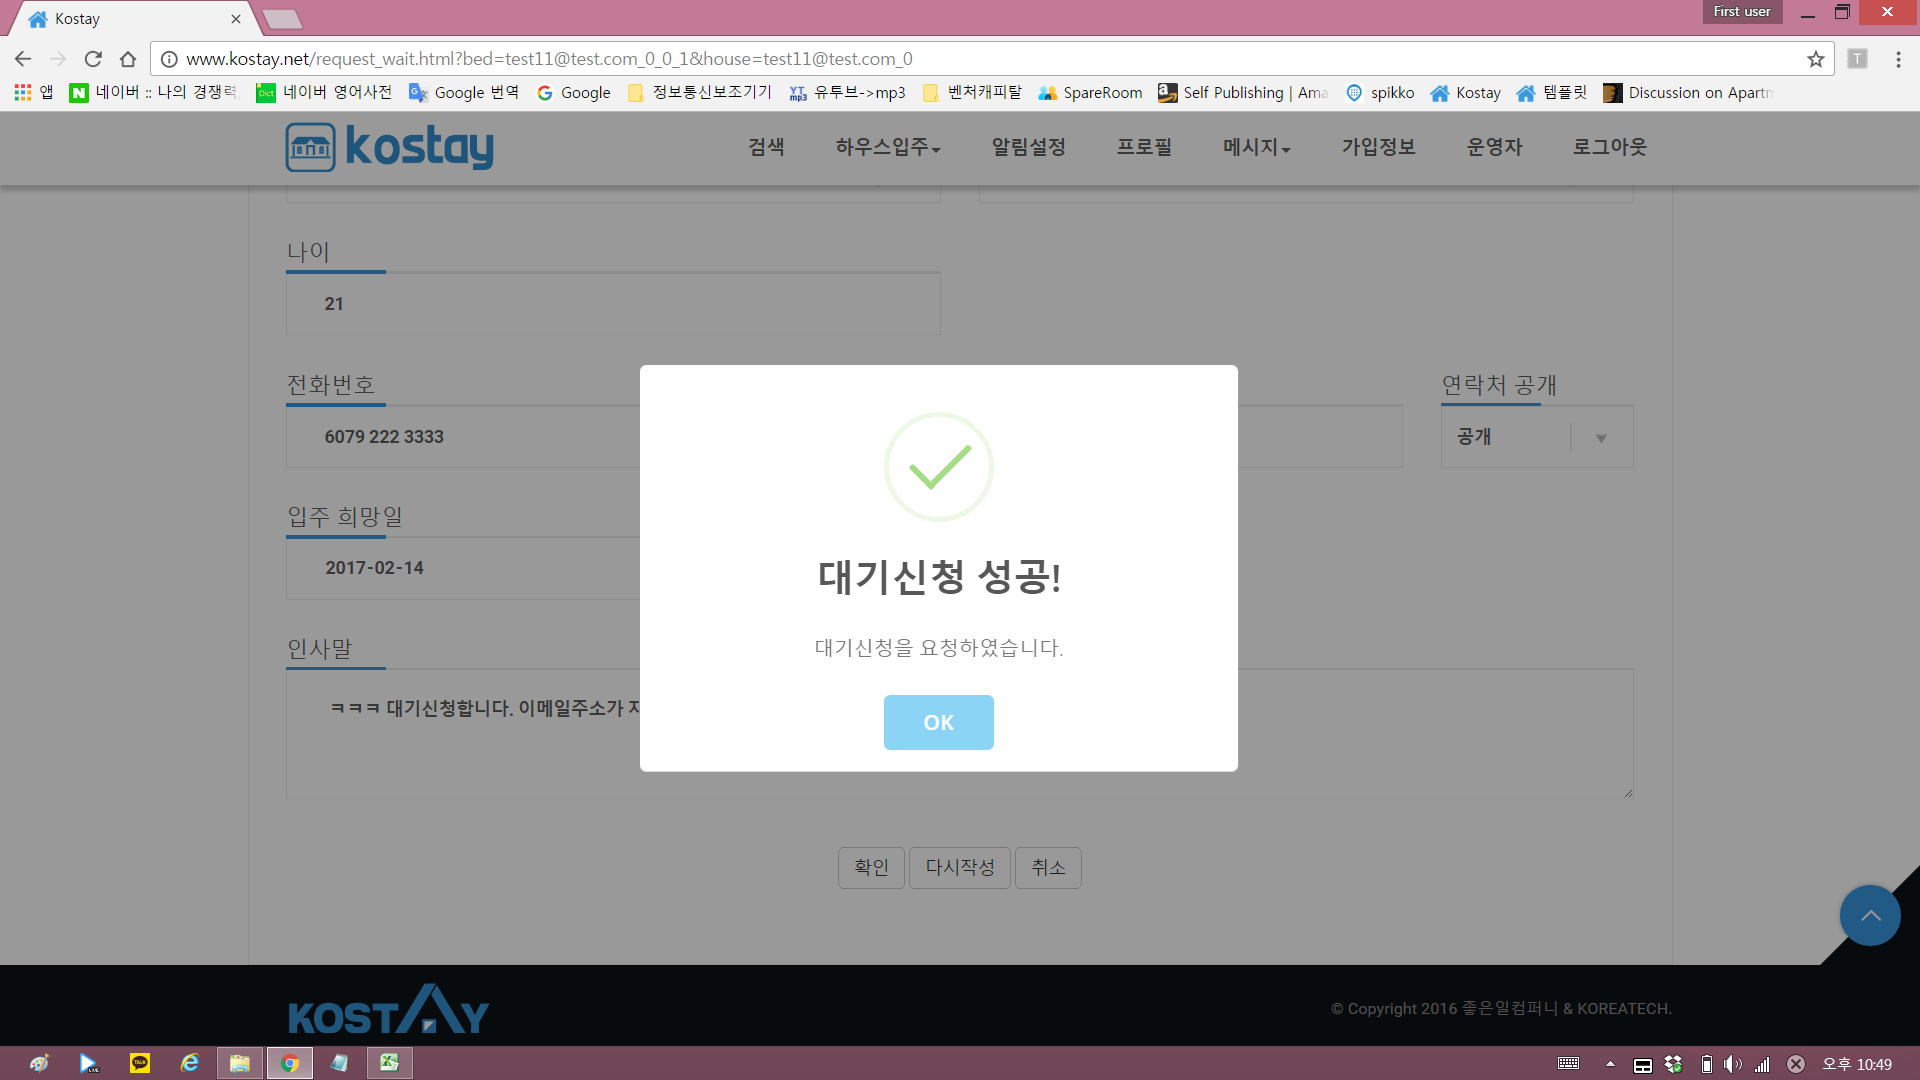 Kostay
First user
www.kostay.net/request_wait.html?bed=test11@test.com_0_0_1&house=test11@test.com_0
T
앱
네이버 :: 나의 경쟁력
네이버 영어사전
Google 번역
Google
정보통신보조기기
유투브->mp3
벤처캐피탈
SpareRoom
Self Publishing | Ama
spikko
Kostay
템플릿
Discussion on Apartm
kostay
검색
하우스입주
알림설정
프로필
메시지
가입정보
운영자
로그아웃
나이
21
전화번호
연락처 공개
6079 222 3333
공개
입주 희망일
2017-02-14
인사말
ㅋㅋㅋ 대기신청합니다. 이메일주소가
대기신청 성공!
대기신청을 요청하였습니다.
OK
확인
다시작성
취소
KOSTAY
© Copyright 2016 좋은일컴퍼니 & KOREATECH.
오후 10:49